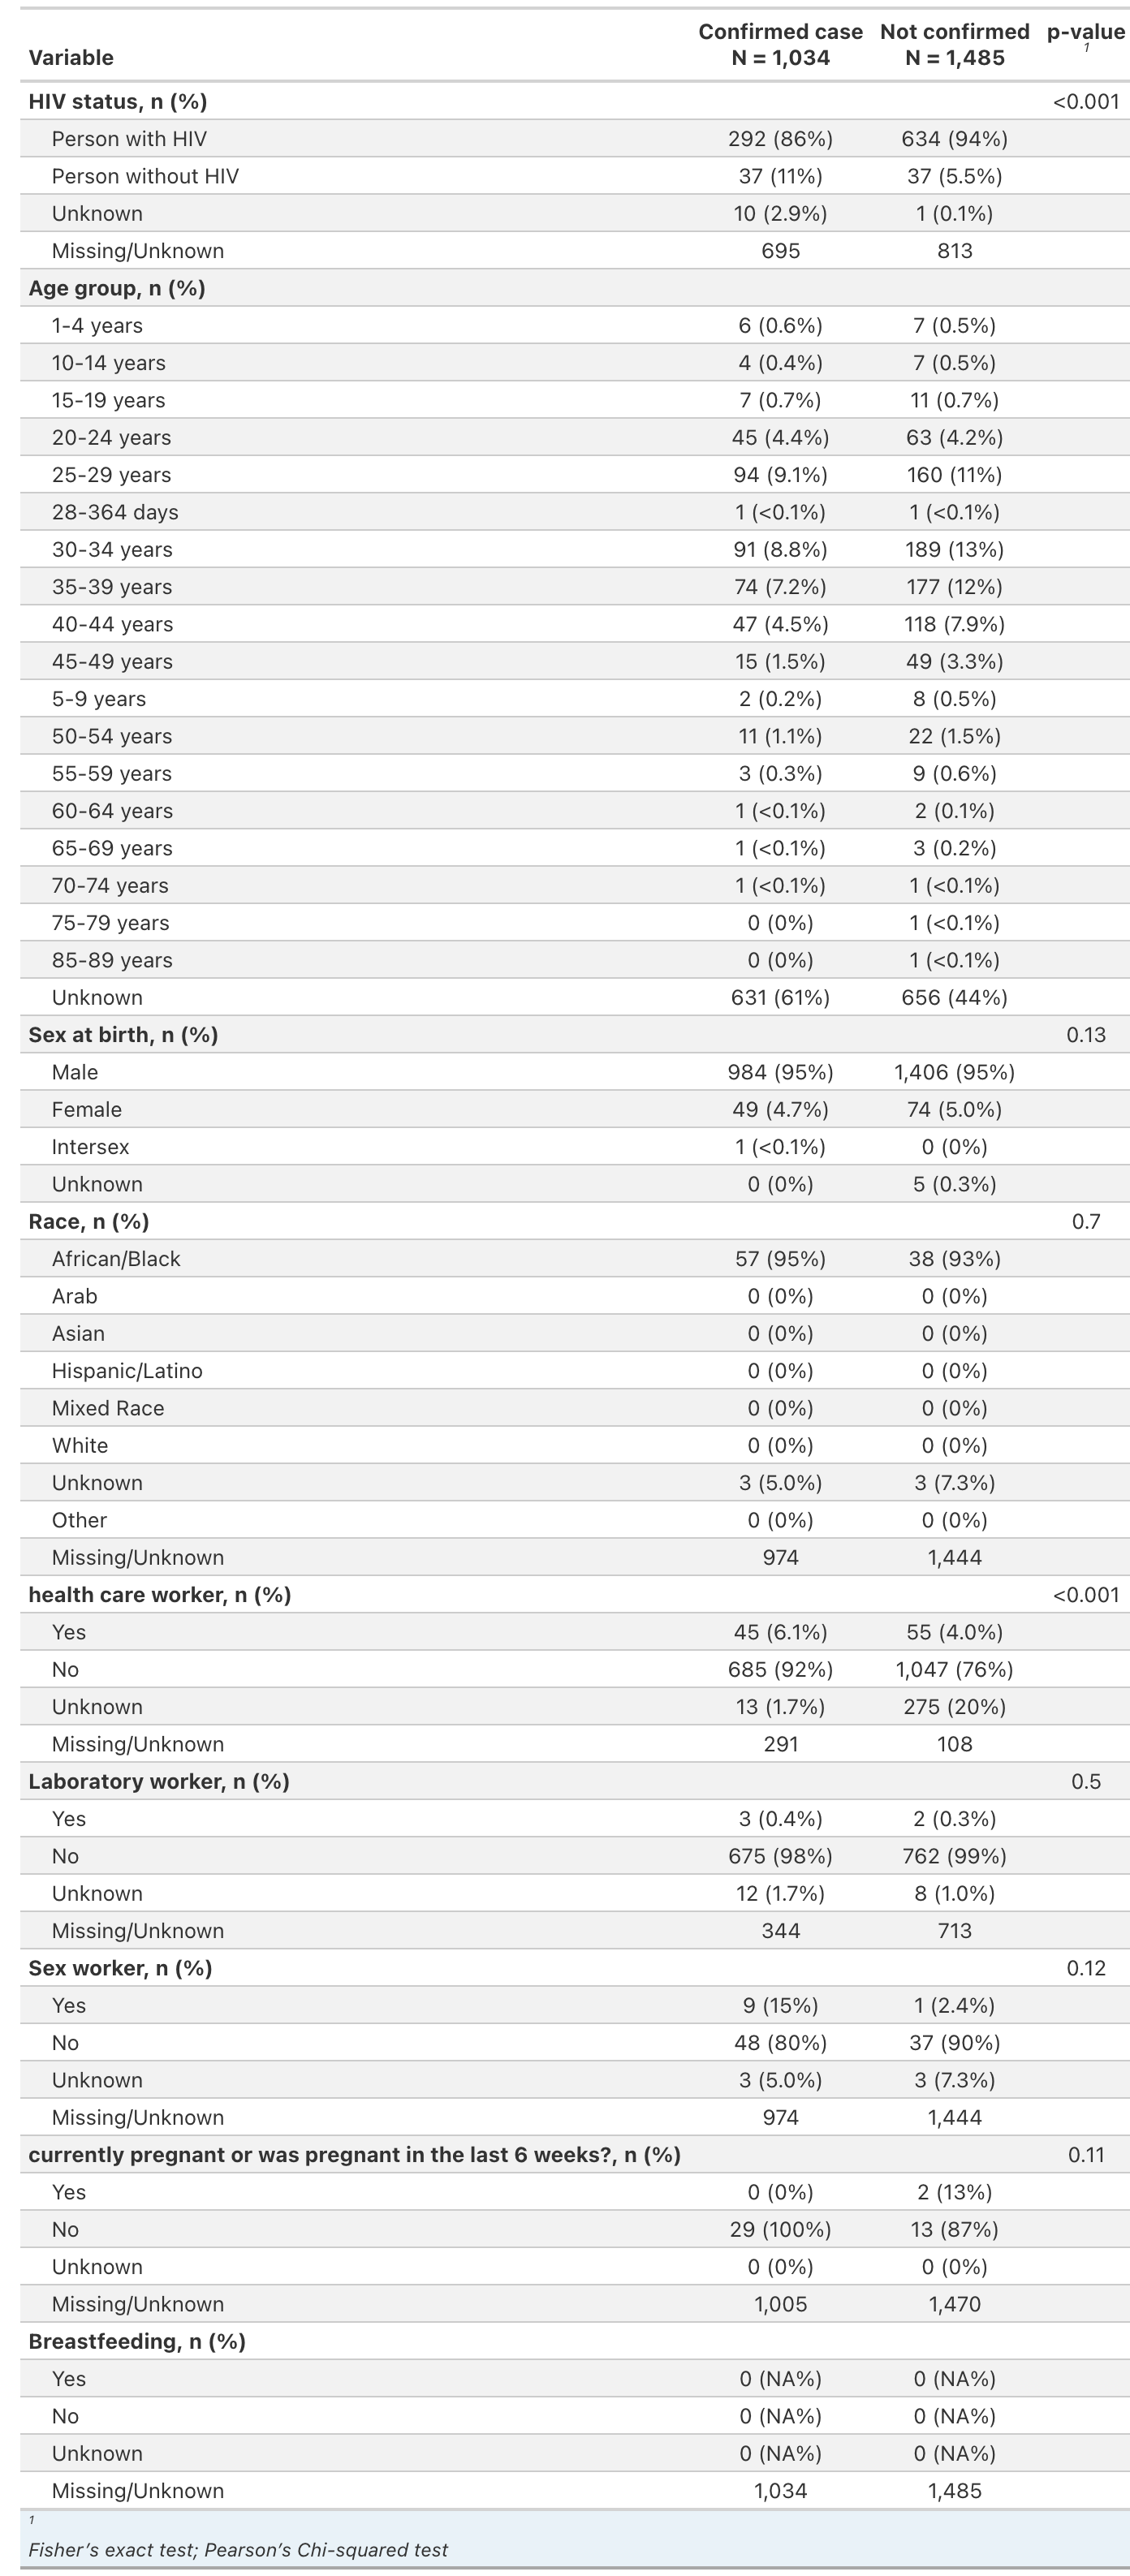 Variable Confirmed case N = 1,034 Not confirmed N = 1,485 p-value 1
HIV status, n (%) <0.001
Person with HIV 292 (86%) 634 (94%)
Person without HIV 37 (11%) 37 (5.5%)
Unknown 10 (2.9%) 1 (0.1%)
Missing/Unknown 695 813
Age group, n (%)
1-4 years 6 (0.6%) 7 (0.5%)
10-14 years 4 (0.4%) 7 (0.5%)
15-19 years 7 (0.7%) 11 (0.7%)
20-24 years 45 (4.4%) 63 (4.2%)
25-29 years 94 (9.1%) 160 (11%)
28-364 days 1 (<0.1%) 1 (<0.1%)
30-34 years 91 (8.8%) 189 (13%)
35-39 years 74 (7.2%) 177 (12%)
40-44 years 47 (4.5%) 118 (7.9%)
45-49 years 15 (1.5%) 49 (3.3%)
5-9 years 2 (0.2%) 8 (0.5%)
50-54 years 11 (1.1%) 22 (1.5%)
55-59 years 3 (0.3%) 9 (0.6%)
60-64 years 1 (<0.1%) 2 (0.1%)
65-69 years 1 (<0.1%) 3 (0.2%)
70-74 years 1 (<0.1%) 1 (<0.1%)
75-79 years 0 (0%) 1 (<0.1%)
85-89 years 0 (0%) 1 (<0.1%)
Unknown 631 (61%) 656 (44%)
Sex at birth, n (%) 0.13
Male 984 (95%) 1,406 (95%)
Female 49 (4.7%) 74 (5.0%)
Intersex 1 (<0.1%) 0 (0%)
Unknown 0 (0%) 5 (0.3%)
Race, n (%) 0.7
African/Black 57 (95%) 38 (93%)
Arab 0 (0%) 0 (0%)
Asian 0 (0%) 0 (0%)
Hispanic/Latino 0 (0%) 0 (0%)
Mixed Race 0 (0%) 0 (0%)
White 0 (0%) 0 (0%)
Unknown 3 (5.0%) 3 (7.3%)
Other 0 (0%) 0 (0%)
Missing/Unknown 974 1,444
health care worker, n (%) <0.001
Yes 45 (6.1%) 55 (4.0%)
No 685 (92%) 1,047 (76%)
Unknown 13 (1.7%) 275 (20%)
Missing/Unknown 291 108
Laboratory worker, n (%) 0.5
Yes 3 (0.4%) 2 (0.3%)
No 675 (98%) 762 (99%)
Unknown 12 (1.7%) 8 (1.0%)
Missing/Unknown 344 713
Sex worker, n (%) 0.12
Yes 9 (15%) 1 (2.4%)
No 48 (80%) 37 (90%)
Unknown 3 (5.0%) 3 (7.3%)
Missing/Unknown 974 1,444
currently pregnant or was pregnant in the last 6 weeks?, n (%) 0.11
Yes 0 (0%) 2 (13%)
No 29 (100%) 13 (87%)
Unknown 0 (0%) 0 (0%)
Missing/Unknown 1,005 1,470
Breastfeeding, n (%)
Yes 0 (NA%) 0 (NA%)
No 0 (NA%) 0 (NA%)
Unknown 0 (NA%) 0 (NA%)
Missing/Unknown 1,034 1,485
1
Fisher's exact test; Pearson's Chi-squared test